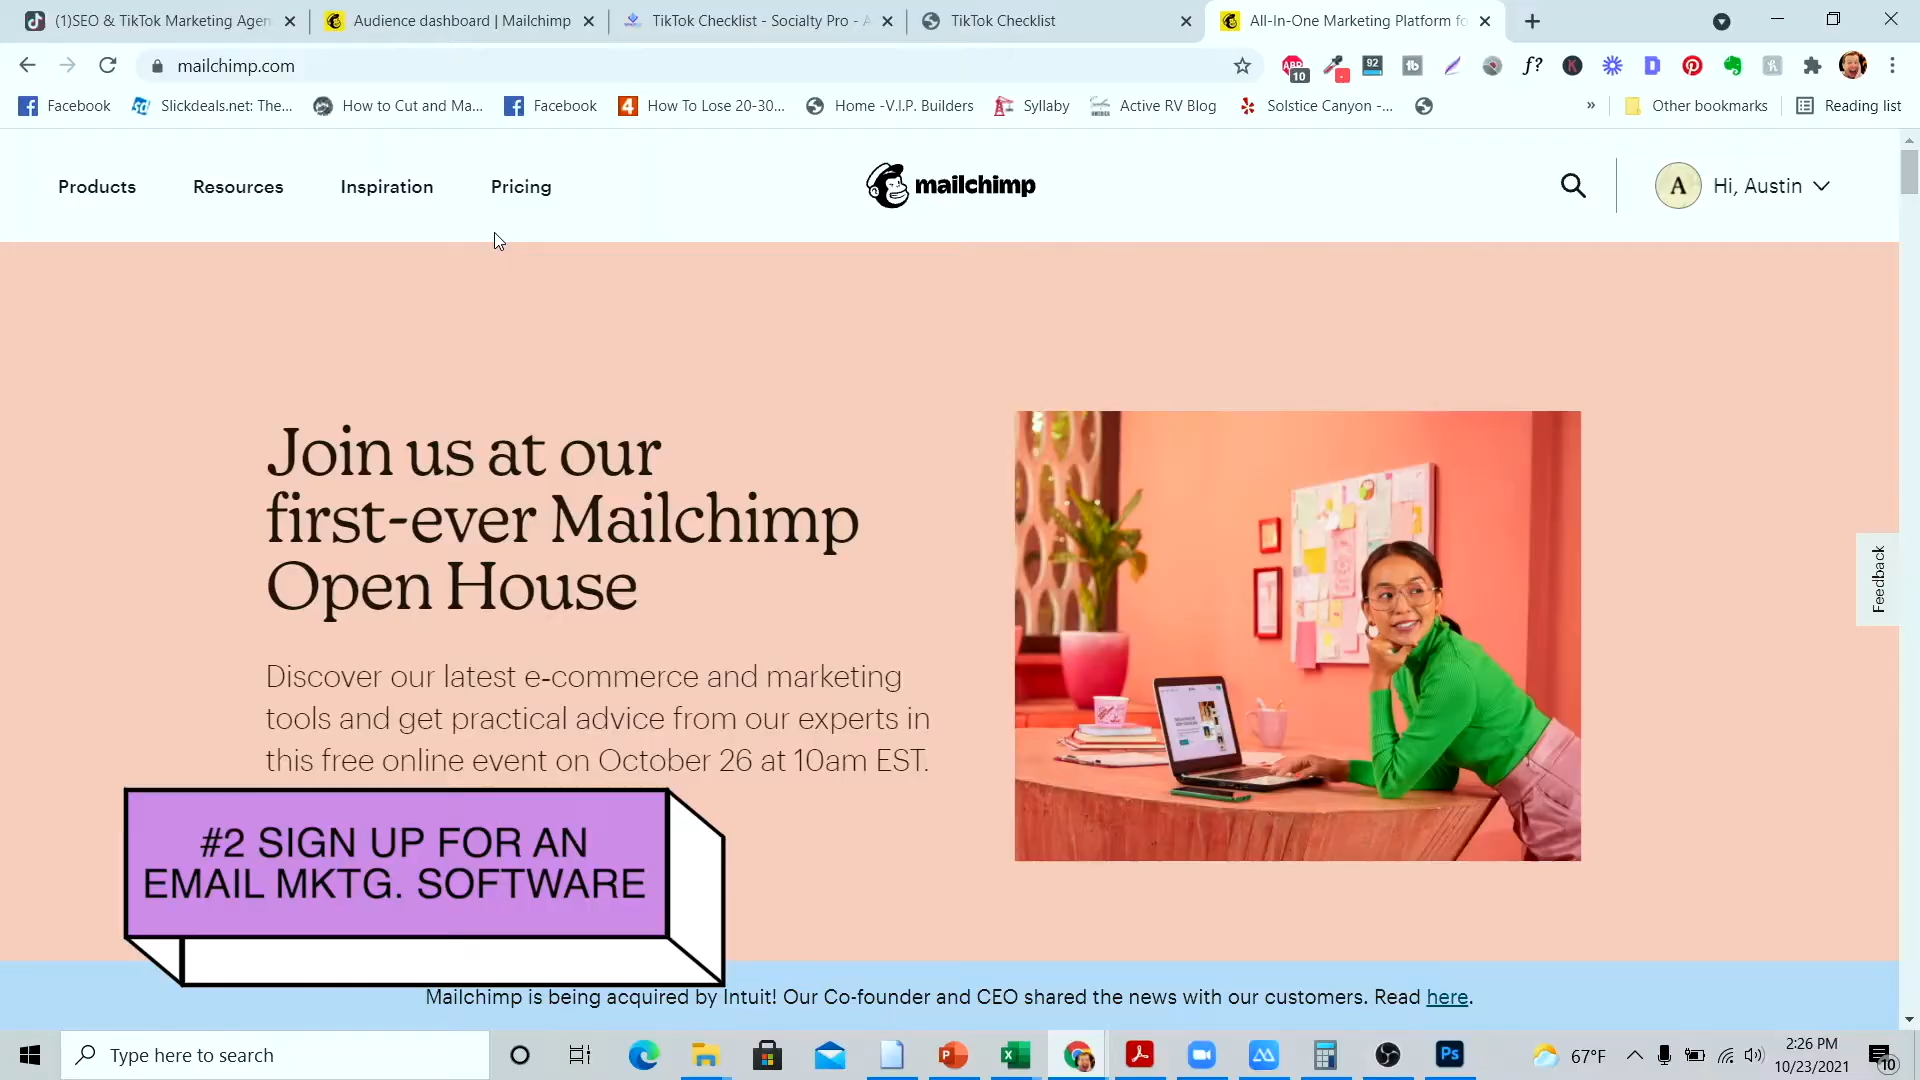 (1)SEO & TikTok Marketing Agen
Audience dashboard | Mailchimp
TikTok Checklist - Socialty Pro - A
TikTok Checklist
All-In-One Marketing Platform fo
mailchimp.com
ABP
10
92
f?
Facebook
Slickdeals.net: The...
How to Cut and Ma...
Facebook
How To Lose 20-30...
Home -V.I.P. Builders
Syllaby
Active RV Blog
Solstice Canyon -...
»
Other bookmarks
Reading list
Products
Resources
Inspiration
Pricing
mailchimp
A
Hi, Austin
Join us at our
first-ever Mailchimp
Open House
Discover our latest e-commerce and marketing
tools and get practical advice from our experts in
this free online event on October 26 at 10am EST.
Feedback
#2 SIGN UP FOR AN
EMAIL MKTG. SOFTWARE
Mailchimp is being acquired by Intuit! Our Co-founder and CEO shared the news with our customers. Read here.
Type here to search
Ps
67°F
2:26 PM
10/23/2021
10